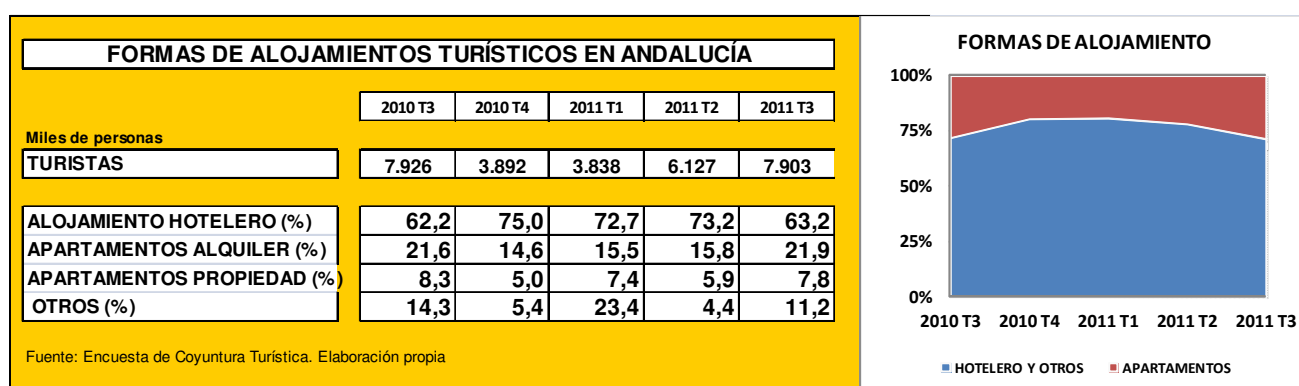 FORMAS DE ALOJAMIENTOS TURÍSTICOS EN ANDALUCÍA
2010 T3 2010 T4 2011 T1 2011 T2 2011 T3
Miles de personas
TURISTAS 7.926 3.892 3.838 6.127 7.903
ALOJAMIENTO HOTELERO (%) 62,2 75,0 72,7 73,2 63,2
APARTAMENTOS ALQUILER (%) 21,6 14,6 15,5 15,8 21,9
APARTAMENTOS PROPIEDAD (%) 8,3 5,0 7,4 5,9 7,8
OTROS (%) 14,3 5,4 23,4 4,4 11,2
Fuente: Encuesta de Coyuntura Turística. Elaboración propia
FORMAS DE ALOJAMIENTO
100%
75%
50%
25%
0%
2010 T3 2010 T4 2011 T1 2011 T2 2011 T3
HOTELERO Y OTROS APARTAMENTOS